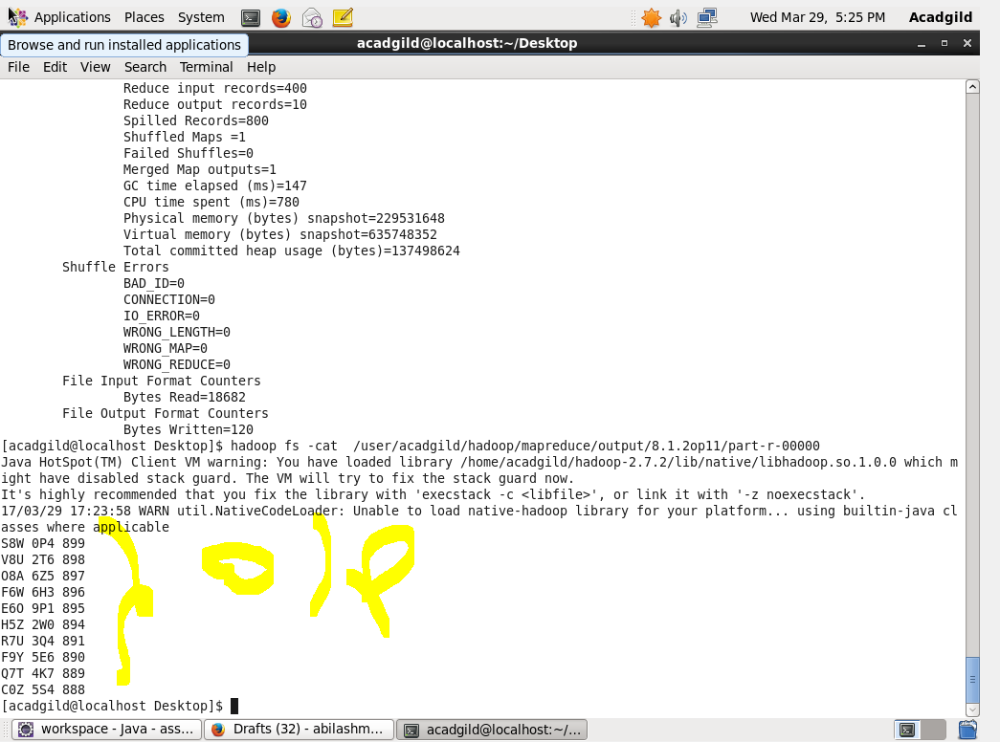 Applications Places System Wed Mar 29, 5:25 PM Acadgild
Browse and run installed applications
acadgild@localhost:~/Desktop
File Edit View Search Terminal Help
Reduce input records=400
Reduce output records=10
Spilled Records=800
Shuffled Maps =1
Failed Shuffles=0
Merged Map outputs=1
GC time elapsed (ms)=147
CPU time spent (ms)=780
Physical memory (bytes) snapshot=229531648
Virtual memory (bytes) snapshot=635748352
Total committed heap usage (bytes)=137498624
Shuffle Errors
BAD_ID=0
CONNECTION=0
IO_ERROR=0
WRONG_LENGTH=0
WRONG_MAP=0
WRONG_REDUCE=0
File Input Format Counters
Bytes Read=18682
File Output Format Counters
Bytes Written=120
[acadgild@localhost Desktop]$ hadoop fs -cat  /user/acadgild/hadoop/mapreduce/output/8.1.2op11/part-r-00000
Java HotSpot(TM) Client VM warning: You have loaded library /home/acadgild/hadoop-2.7.2/lib/native/libhadoop.so.1.0.0 which m
ight have disabled stack guard. The VM will try to fix the stack guard now.
It's highly recommended that you fix the library with 'execstack -c <libfile>', or link it with '-z noexecstack'.
17/03/29 17:23:58 WARN util.NativeCodeLoader: Unable to load native-hadoop library for your platform... using builtin-java cl
asses where applicable
S8W 0P4 899
V8U 2T6 898
O8A 6Z5 897
F6W 6H3 896
E6O 9P1 895
H5Z 2W0 894
R7U 3Q4 891
F9Y 5E6 890
Q7T 4K7 889
C0Z 5S4 888
[acadgild@localhost Desktop]$
workspace - Java - ass... Drafts (32) - abilashm... acadgild@localhost:~/...